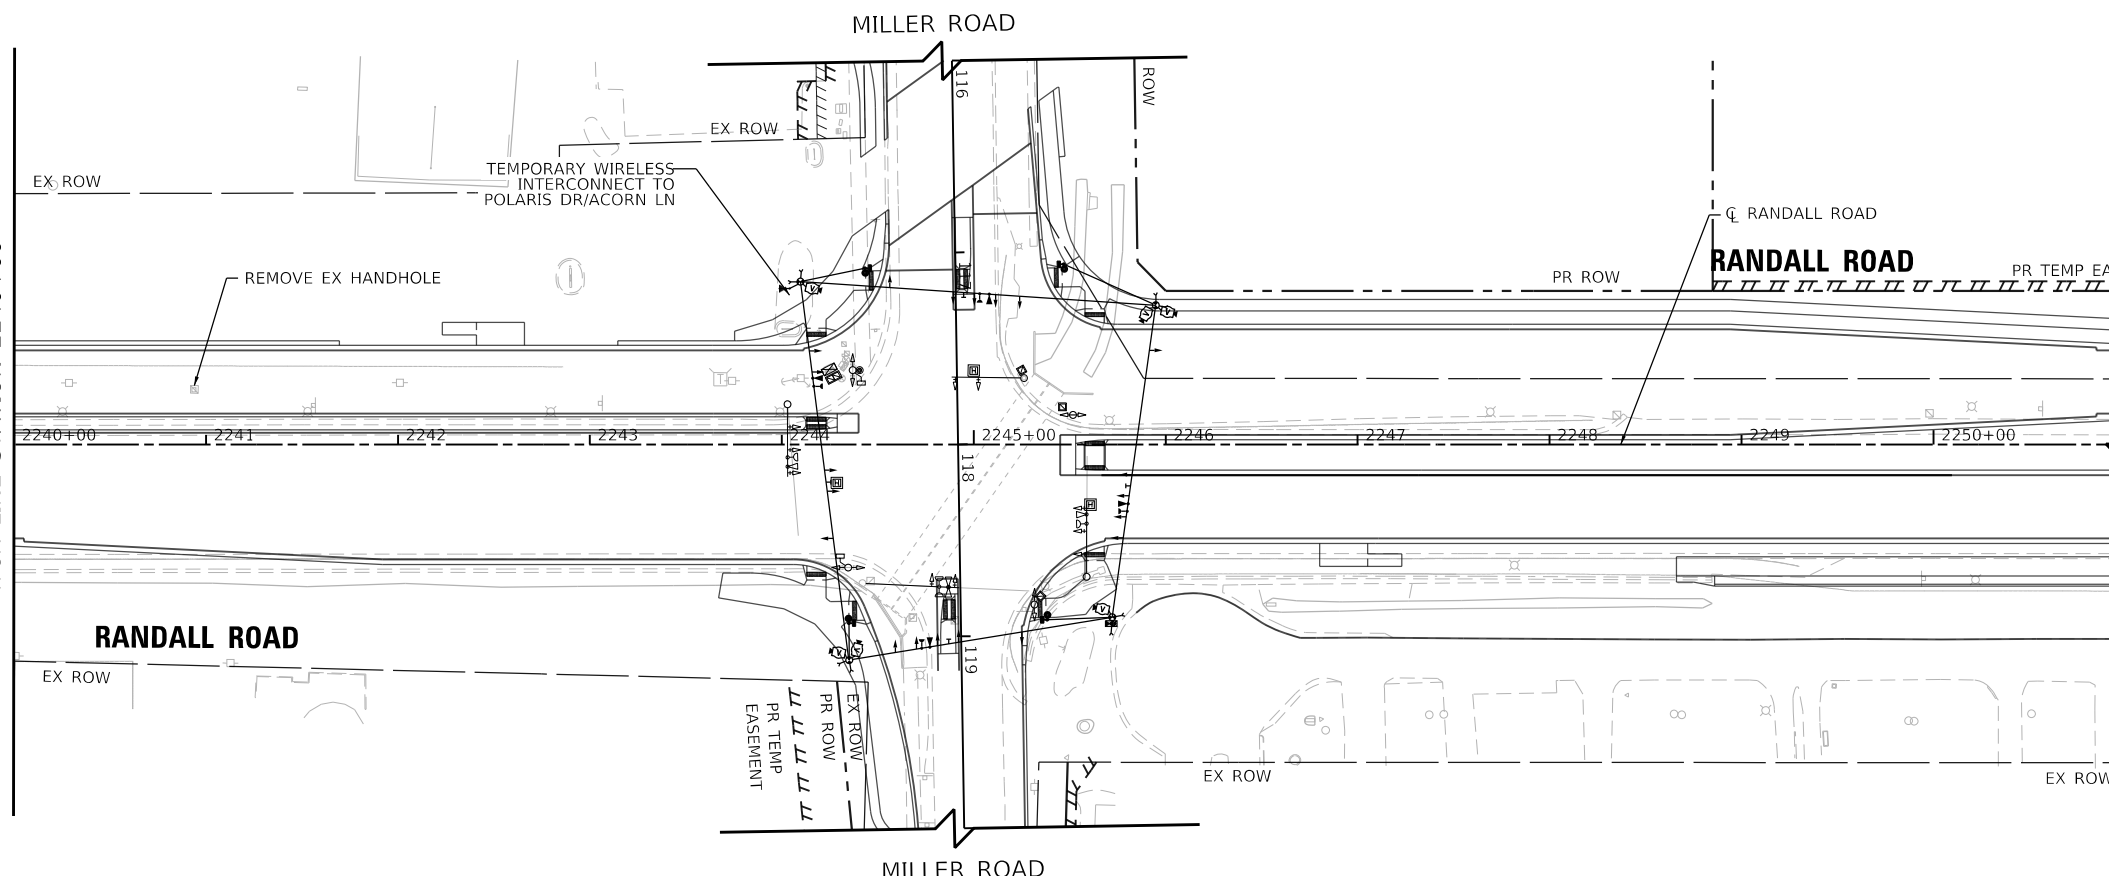 MILLER ROAD
116
ROW
EX ROW
TEMPORARY WIRELESS
INTERCONNECT TO
POLARIS DR/ACORN LN
EX ROW
℄ RANDALL ROAD
RANDALL ROAD
REMOVE EX HANDHOLE
PR ROW
PR TEMP EA
2240+00
2241
2242
2243
2244
2245+00
2246
2247
2248
2249
2250+00
118
RANDALL ROAD
119
EX ROW
PR TEMP
EASEMENT
PR ROW
EX ROW
EX ROW
EX ROW
MILLER ROAD